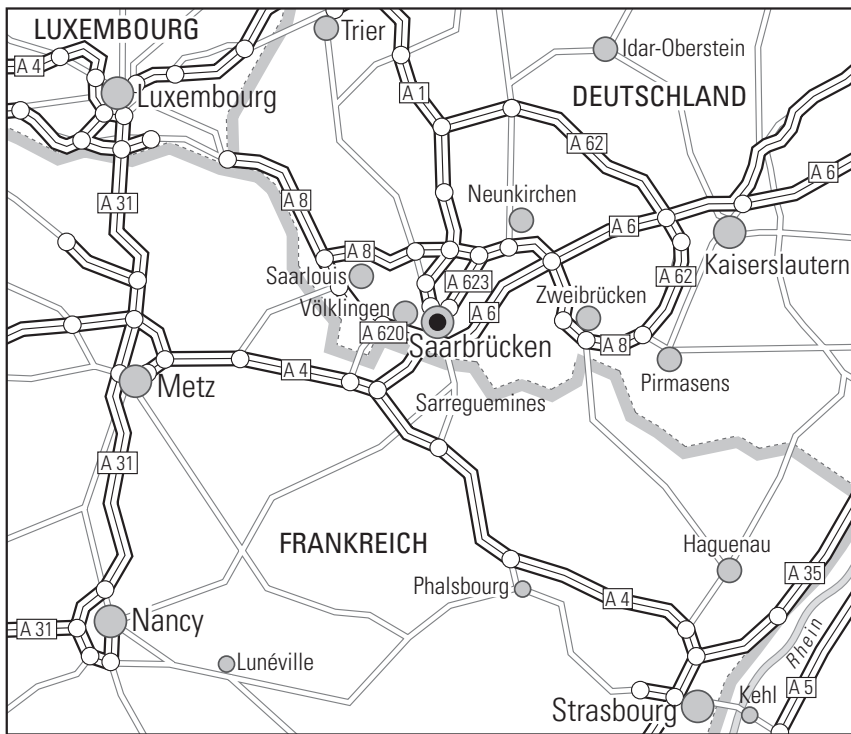 LUXEMBOURG
Trier
Idar-Oberstein
A 4
Luxembourg
A 1
DEUTSCHLAND
A 62
A 6
A 31
A 8
Neunkirchen
A 6
A 8
Saarlouis
A 623
A 62
Kaiserslautern
Völklingen
A 6
Zweibrücken
A 620
Saarbrücken
A 8
Pirmasens
A 4
Metz
Sarreguemines
A 31
FRANKREICH
Haguenau
Phalsbourg
A 4
A 35
A 31
Nancy
Rhein
Lunéville
A 5
Strasbourg
Kehl